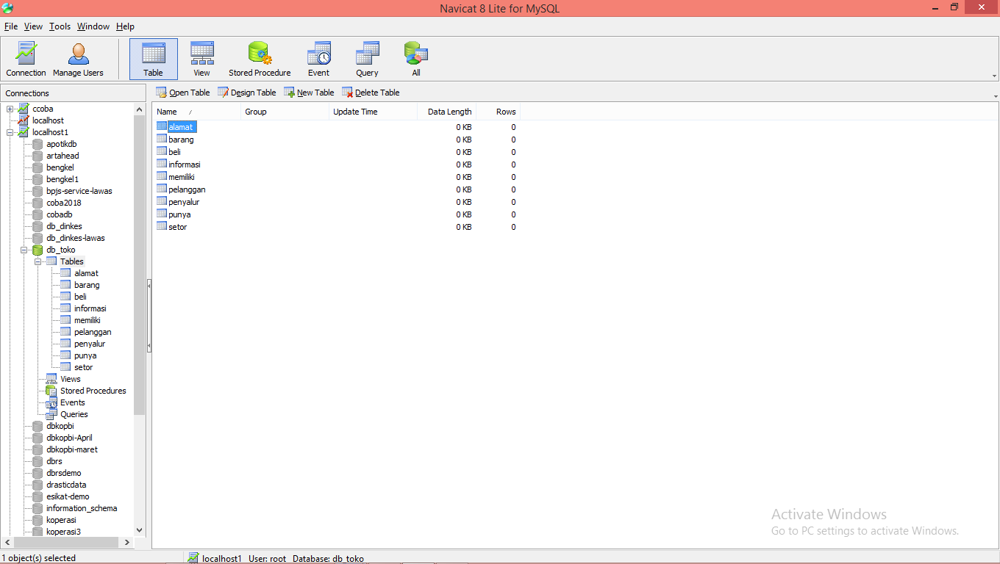 Navicat 8 Lite for MySQL
File View Tools Window Help
Connection Manage Users Table View Stored Procedure Event Query All
Connections
Open Table Design Table New Table Delete Table
Name Group Update Time Data Length Rows
alamat 0 KB 0
barang 0 KB 0
beli 0 KB 0
informasi 0 KB 0
memiliki 0 KB 0
pelanggan 0 KB 0
penyalur 0 KB 0
punya 0 KB 0
setor 0 KB 0
ccoba
localhost
localhost1
apotikdb
artahead
bengkel
bengkel1
bpjs-service-lawas
coba2018
cobadb
db_dinkes
db_dinkes-lawas
db_toko
Tables
alamat
barang
beli
informasi
memiliki
pelanggan
penyalur
punya
setor
Views
Stored Procedures
Events
Queries
dbkopbi
dbkopbi-April
dbkopbi-maret
dbrs
dbrsdemo
drasticdata
esikat-demo
information_schema
koperasi
koperasi3
Activate Windows
Go to PC settings to activate Windows.
1 object(s) selected localhost1 User: root Database: db_toko